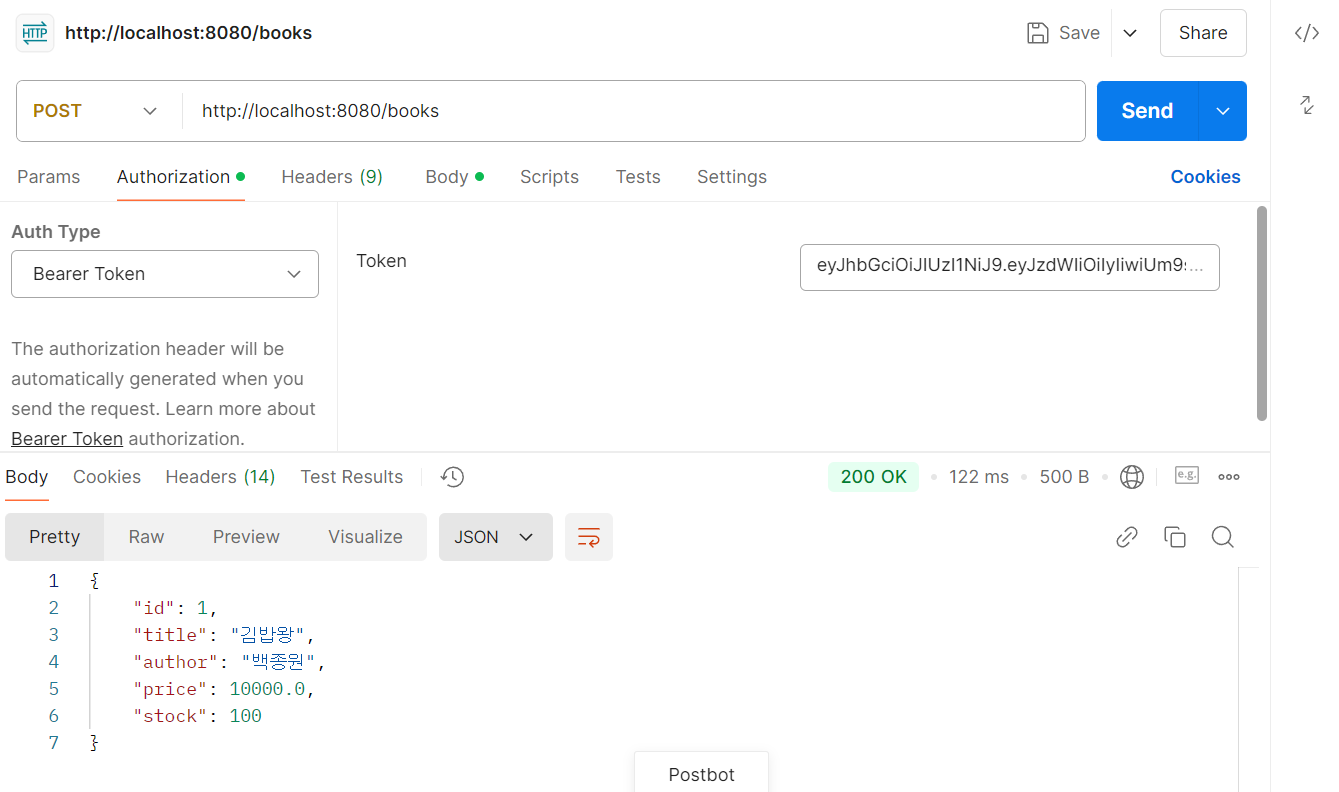 HTTP http://localhost:8080/books Save Share </>
POST http://localhost:8080/books Send
Params Authorization Headers (9) Body Scripts Tests Settings Cookies
Auth Type
Bearer Token
Token eyJhbGciOiJIUzI1NiJ9.eyJzdWIiOiIyIiwiUm9...
The authorization header will be
automatically generated when you
send the request. Learn more about
Bearer Token authorization.
Body Cookies Headers (14) Test Results 200 OK 122 ms 500 B e.g.
Pretty Raw Preview Visualize JSON
1 {
2 "id": 1,
3 "title": "김밥왕",
4 "author": "백종원",
5 "price": 10000.0,
6 "stock": 100
7 }
Postbot